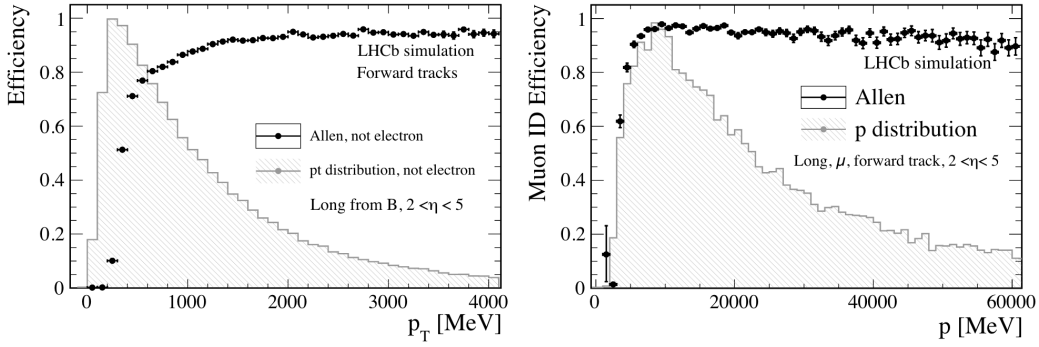 Efficiency
1
0.8
0.6
0.4
0.2
0
0
1000
2000
3000
4000
p_T [MeV]
LHCb simulation
Forward tracks
Allen, not electron
pt distribution, not electron
Long from B, 2 <η< 5
Muon ID Efficiency
1
0.8
0.6
0.4
0.2
0
0
20000
40000
60000
p [MeV]
LHCb simulation
Allen
p distribution
Long, μ, forward track, 2 <η< 5